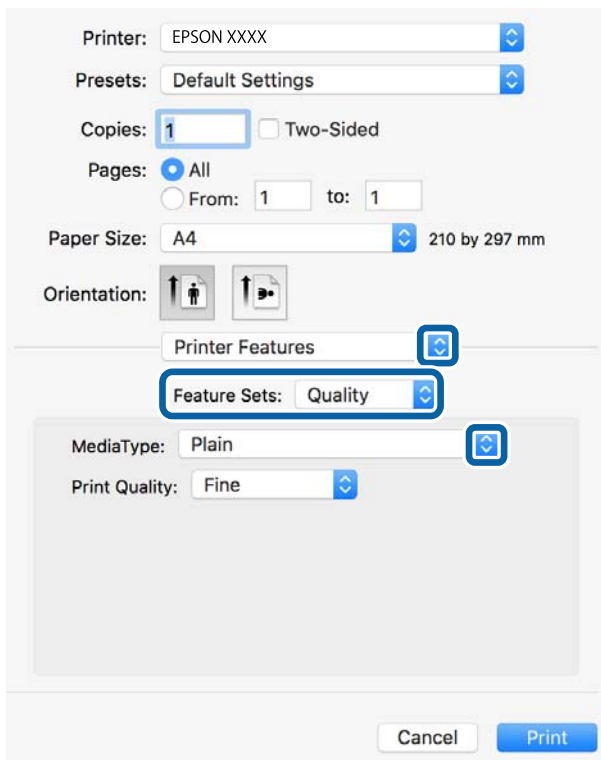 Printer: EPSON XXXX
Presets: Default Settings
Copies: 1 Two-Sided
Pages: All
From: 1 to: 1
Paper Size: A4 210 by 297 mm
Orientation:
Printer Features
Feature Sets: Quality
MediaType: Plain
Print Quality: Fine
Cancel Print